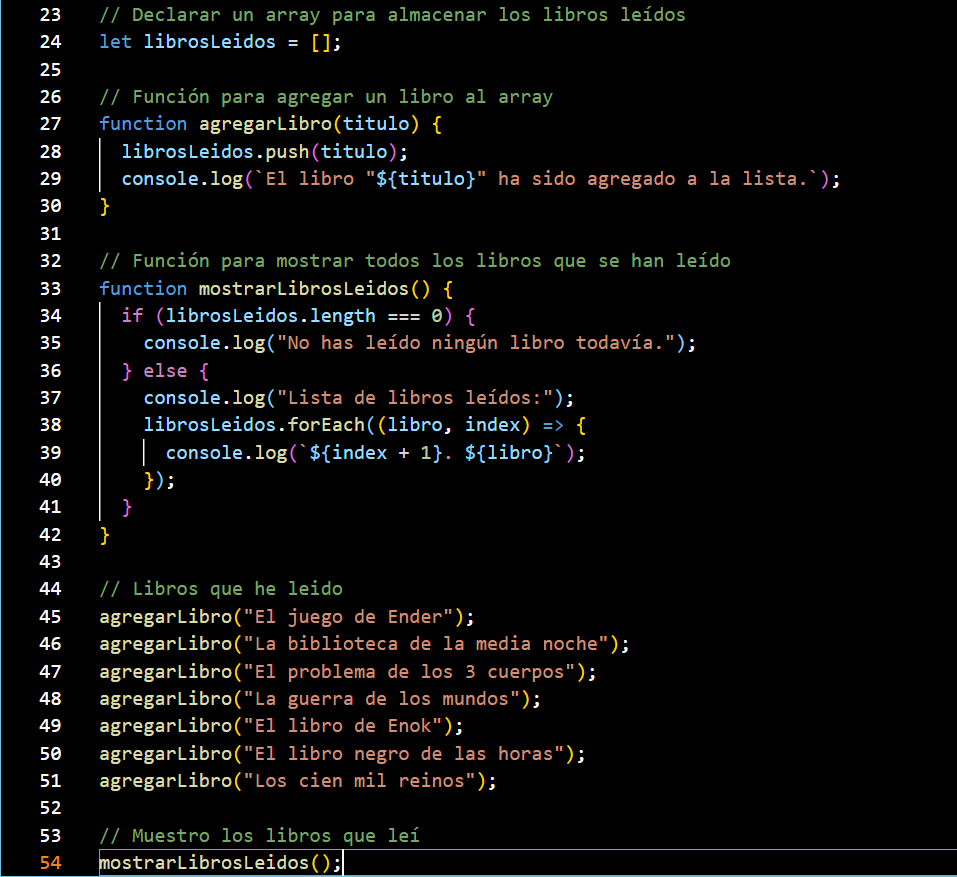 23 // Declarar un array para almacenar los libros leídos
24 let librosLeidos = [];
25
26 // Función para agregar un libro al array
27 function agregarLibro(titulo) {
28   librosLeidos.push(titulo);
29   console.log(`El libro "${titulo}" ha sido agregado a la lista.`);
30 }
31
32 // Función para mostrar todos los libros que se han leído
33 function mostrarLibrosLeidos() {
34   if (librosLeidos.length === 0) {
35     console.log("No has leído ningún libro todavía.");
36   } else {
37     console.log("Lista de libros leídos:");
38     librosLeidos.forEach((libro, index) => {
39       console.log(`${index + 1}. ${libro}`);
40     });
41   }
42 }
43
44 // Libros que he leido
45 agregarLibro("El juego de Ender");
46 agregarLibro("La biblioteca de la media noche");
47 agregarLibro("El problema de los 3 cuerpos");
48 agregarLibro("La guerra de los mundos");
49 agregarLibro("El libro de Enok");
50 agregarLibro("El libro negro de las horas");
51 agregarLibro("Los cien mil reinos");
52
53 // Muestro los libros que leí
54 mostrarLibrosLeidos();